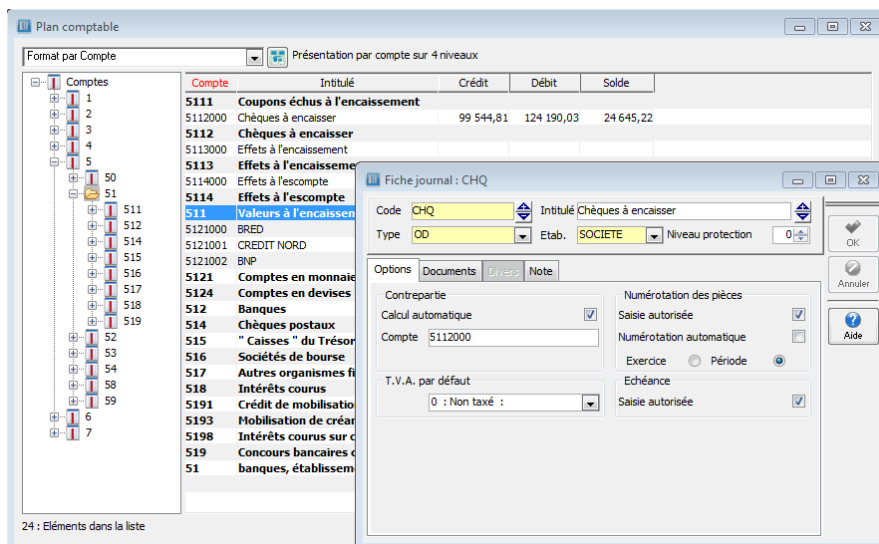 Plan comptable
Format par Compte
Présentation par compte sur 4 niveaux
Comptes
1
2
3
4
5
50
51
511
512
514
515
516
517
518
519
52
53
54
58
59
6
7
Compte Intitulé Crédit Débit Solde
5111 Coupons échus à l'encaissement
5112000 Chèques à encaisser 99 544,81 124 190,03 24 645,22
5112 Chèques à encaisser
5113000 Effets à l'encaissement
5113 Effets à l'encaisseme
5114000 Effets à l'escompte
5114 Effets à l'escompte
511 Valeurs à l'encaissen
5121000 BRED
5121001 CREDIT NORD
5121002 BNP
5121 Comptes en monnaie
5124 Comptes en devises
512 Banques
514 Chèques postaux
515 " Caisses " du Trésor
516 Sociétés de bourse
517 Autres organismes fi
518 Intérêts courus
5191 Crédit de mobilisatio
5193 Mobilisation de créar
5198 Intérêts courus sur c
519 Concours bancaires c
51 banques, établissem
24 : Eléments dans la liste
Fiche journal : CHQ
Code CHQ Intitulé Chèques à encaisser
Type OD Etab. SOCIETE Niveau protection 0
OK
Annuler
Aide
Options Documents Divers Note
Contrepartie
Calcul automatique
Compte 5112000
T.V.A. par défaut
0 : Non taxé :
Numérotation des pièces
Saisie autorisée
Numérotation automatique
Exercice Période
Echéance
Saisie autorisée